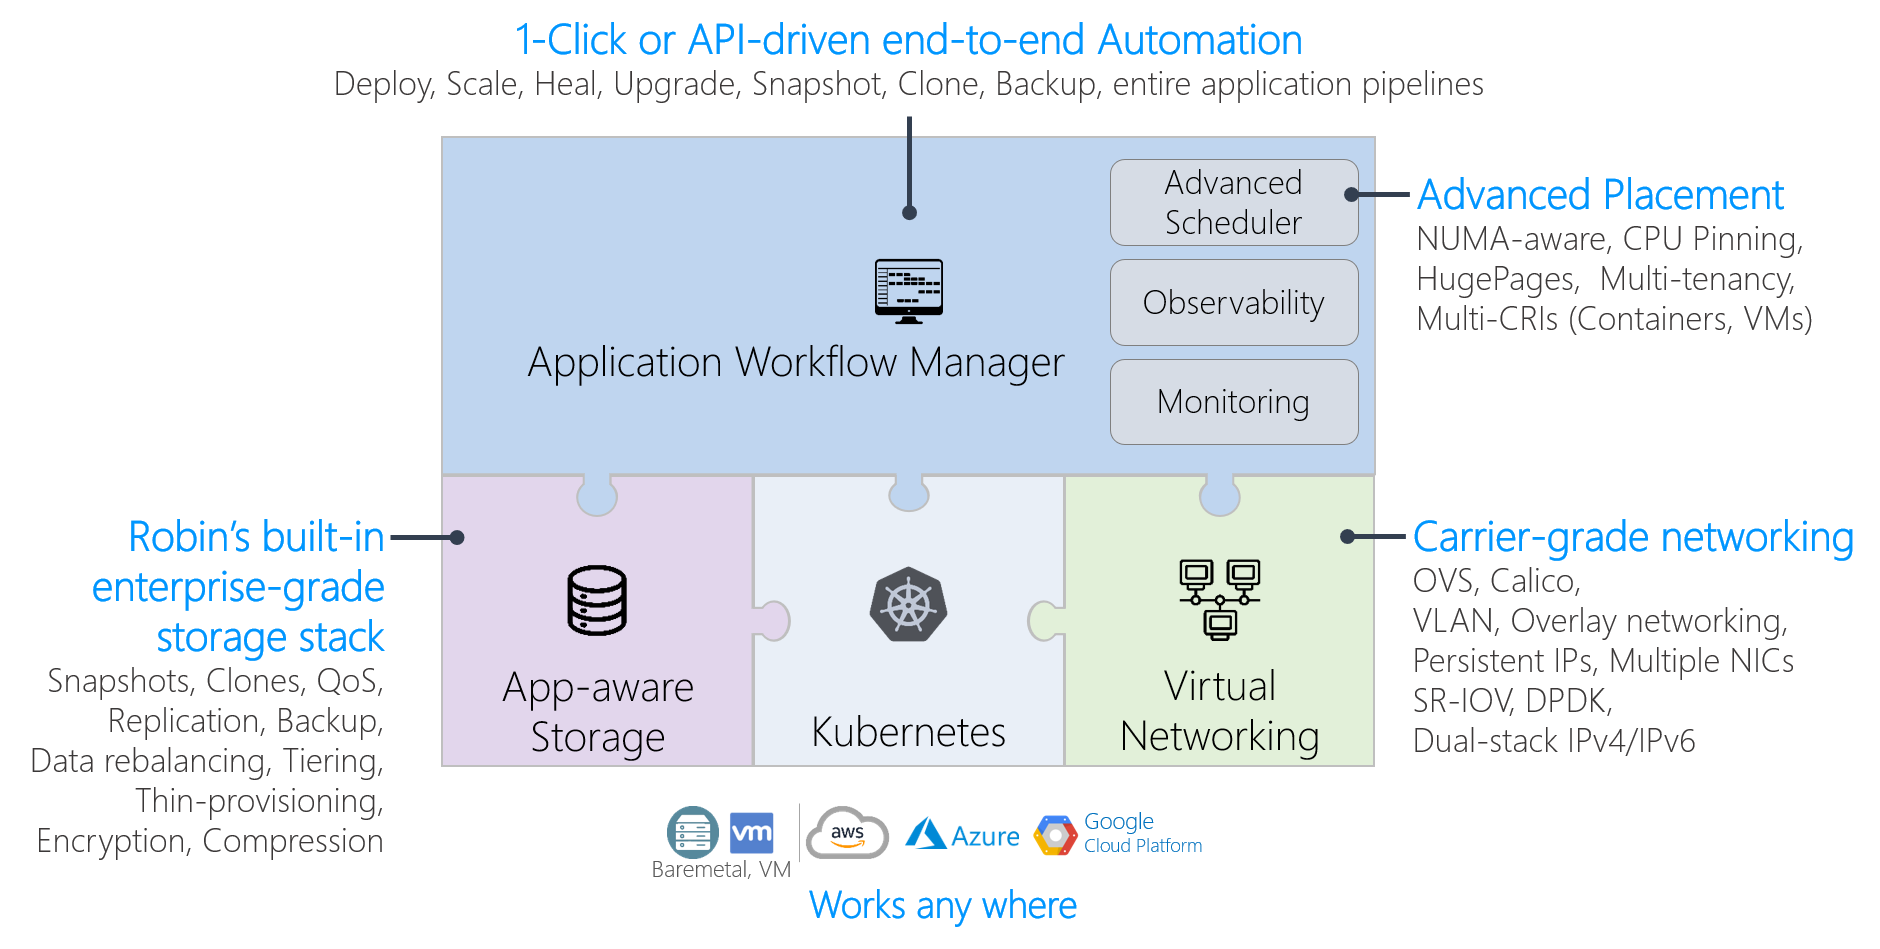 1-Click or API-driven end-to-end Automation
Deploy, Scale, Heal, Upgrade, Snapshot, Clone, Backup, entire application pipelines
Advanced
Scheduler
Observability
Monitoring
Application Workflow Manager
Advanced Placement
NUMA-aware, CPU Pinning,
HugePages, Multi-tenancy,
Multi-CRIs (Containers, VMs)
Robin’s built-in
enterprise-grade
storage stack
Snapshots, Clones, QoS,
Replication, Backup,
Data rebalancing, Tiering,
Thin-provisioning,
Encryption, Compression
App-aware
Storage
Kubernetes
Virtual
Networking
Carrier-grade networking
OVS, Calico,
VLAN, Overlay networking,
Persistent IPs, Multiple NICs
SR-IOV, DPDK,
Dual-stack IPv4/IPv6
vm
Baremetal, VM
aws
Azure
Google
Cloud Platform
Works any where